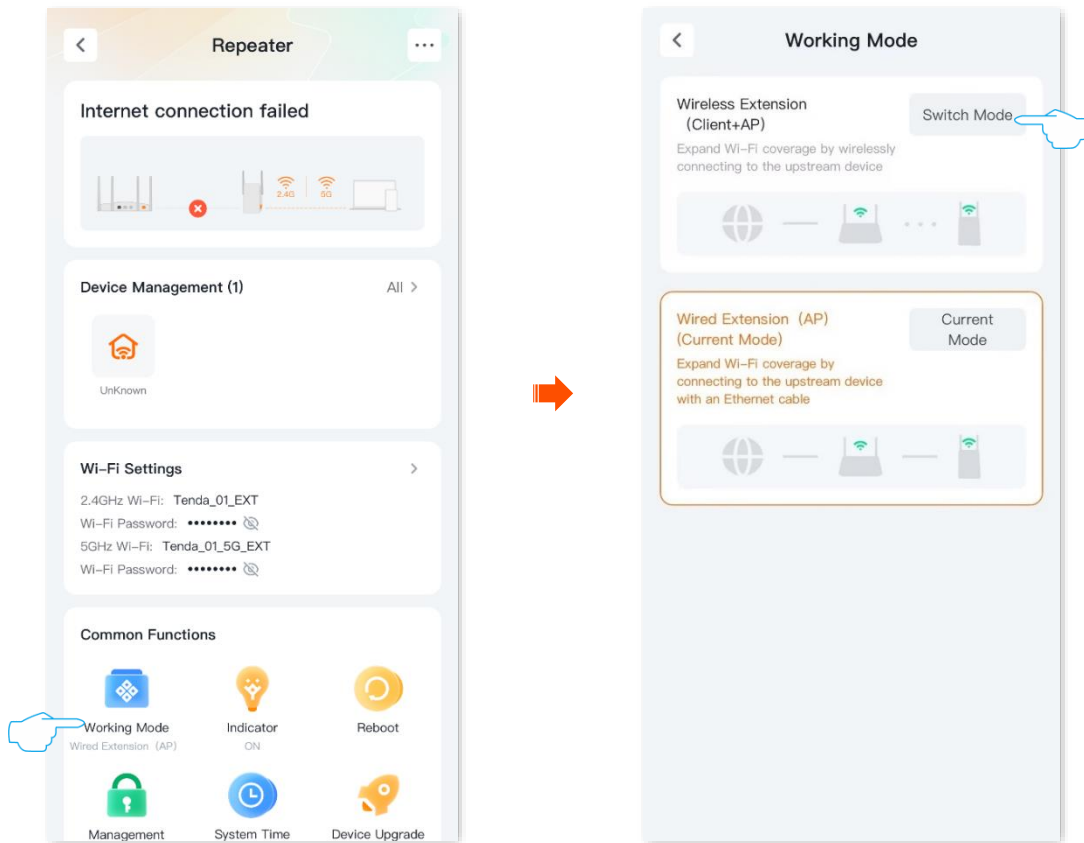 Repeater
...
Internet connection failed
2.4G
5G
Device Management (1)
All >
UnKnown
Wi-Fi Settings
2.4GHz Wi-Fi: Tenda_01_EXT
Wi-Fi Password: ••••••••
5GHz Wi-Fi: Tenda_01_5G_EXT
Wi-Fi Password: ••••••••
Common Functions
Working Mode
Wired Extension (AP)
Indicator
ON
Reboot
Management
System Time
Device Upgrade
Working Mode
Wireless Extension
(Client+AP)
Switch Mode
Expand Wi-Fi coverage by wirelessly
connecting to the upstream device
Wired Extension (AP)
(Current Mode)
Current
Mode
Expand Wi-Fi coverage by
connecting to the upstream device
with an Ethernet cable